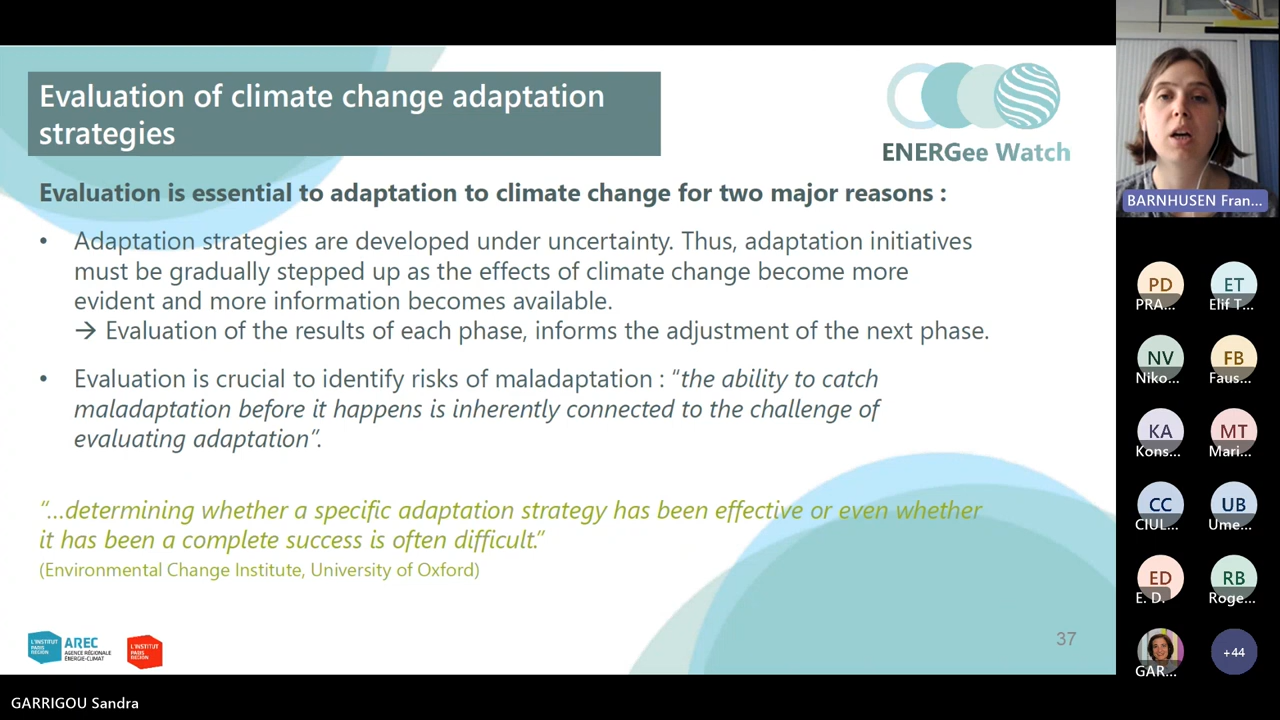 Evaluation of climate change adaptation
strategies
ENERGee Watch
Evaluation is essential to adaptation to climate change for two major reasons :
• Adaptation strategies are developed under uncertainty. Thus, adaptation initiatives
must be gradually stepped up as the effects of climate change become more
evident and more information becomes available.
→ Evaluation of the results of each phase, informs the adjustment of the next phase.
• Evaluation is crucial to identify risks of maladaptation : “the ability to catch
maladaptation before it happens is inherently connected to the challenge of
evaluating adaptation”.
“…determining whether a specific adaptation strategy has been effective or even whether
it has been a complete success is often difficult.”
(Environmental Change Institute, University of Oxford)
L'INSTITUT
PARIS
REGION
AREC
AGENCE RÉGIONALE
ÉNERGIE-CLIMAT
L'INSTITUT
PARIS
REGION
37
GARRIGOU Sandra
BARNHUSEN Fran...
PD
PRA...
ET
Elif T...
NV
Niko...
FB
Faus...
KA
Kons...
MT
Mari...
CC
CIUL...
UB
Ume...
ED
E. D.
RB
Roge...
GAR...
+44